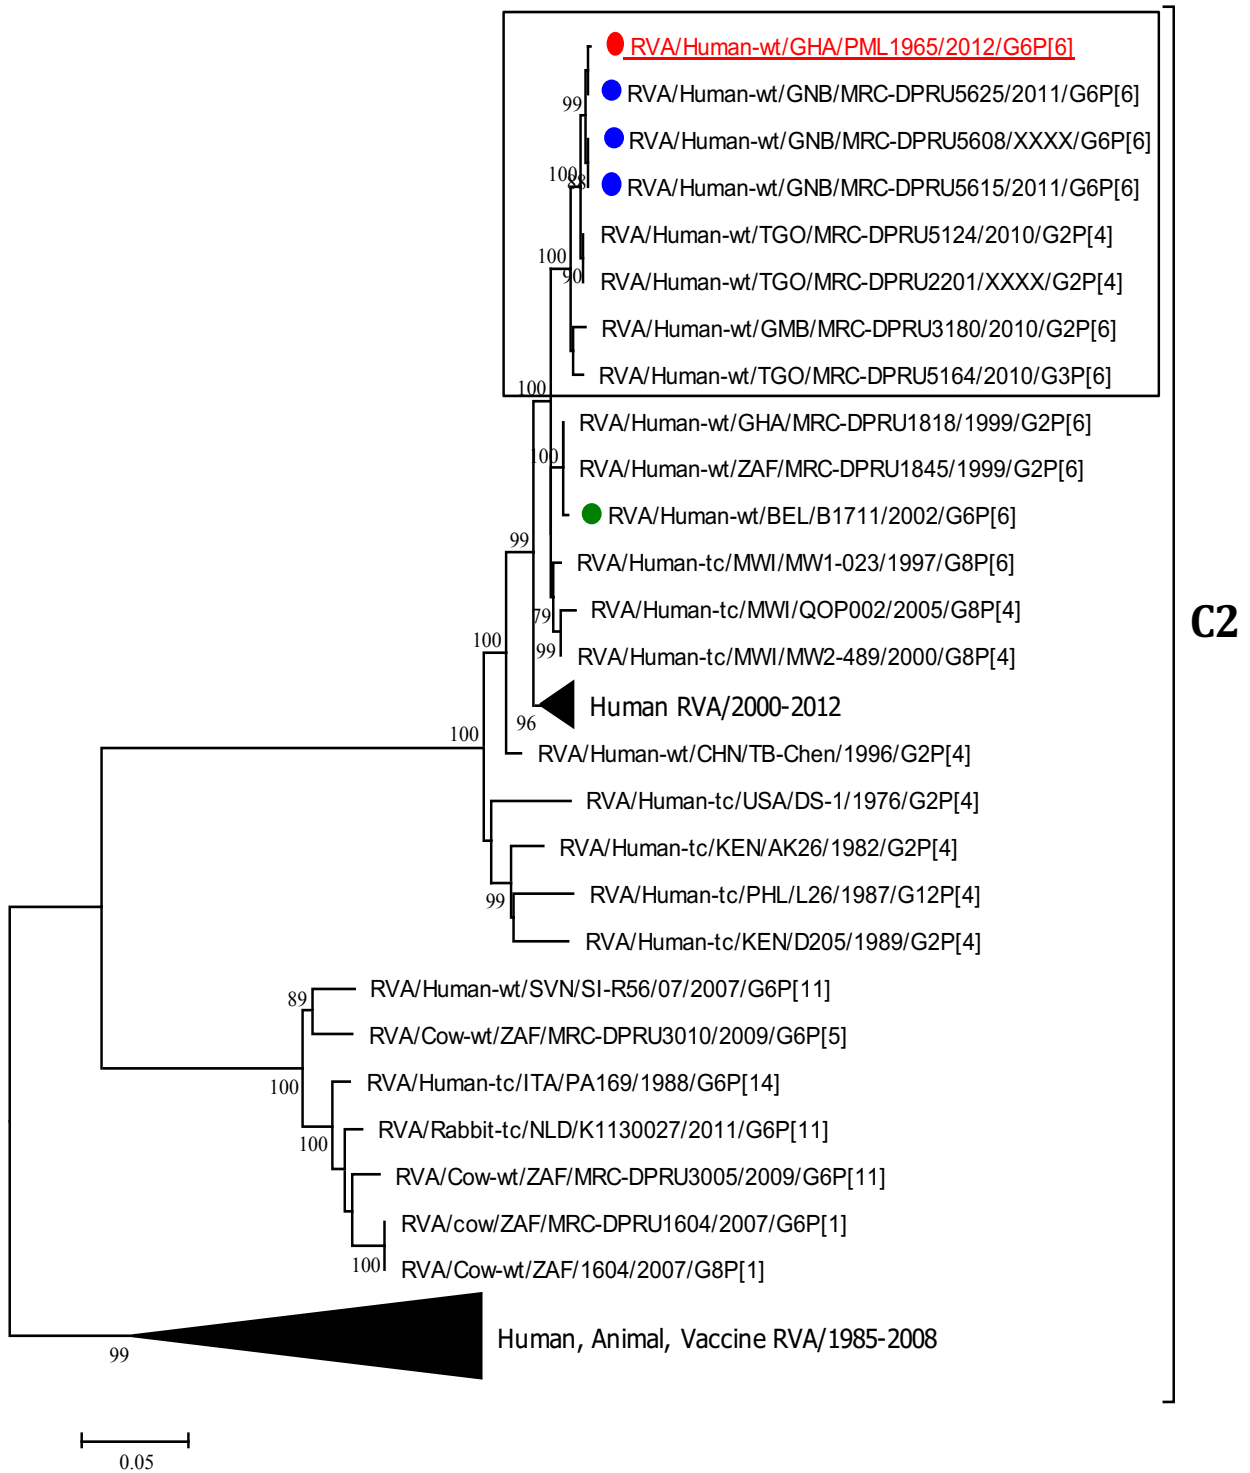 RVA/Human-wt/GHA/PML1965/2012/G6P[6]
RVA/Human-wt/GNB/MRC-DPRU5625/2011/G6P[6]
99
RVA/Human-wt/GNB/MRC-DPRU5608/XXXX/G6P[6]
100
88
RVA/Human-wt/GNB/MRC-DPRU5615/2011/G6P[6]
RVA/Human-wt/TGO/MRC-DPRU5124/2010/G2P[4]
100
90
RVA/Human-wt/TGO/MRC-DPRU2201/XXXX/G2P[4]
RVA/Human-wt/GMB/MRC-DPRU3180/2010/G2P[6]
RVA/Human-wt/TGO/MRC-DPRU5164/2010/G3P[6]
100
RVA/Human-wt/GHA/MRC-DPRU1818/1999/G2P[6]
100
RVA/Human-wt/ZAF/MRC-DPRU1845/1999/G2P[6]
RVA/Human-wt/BEL/B1711/2002/G6P[6]
99
RVA/Human-tc/MWI/MW1-023/1997/G8P[6]
79
RVA/Human-tc/MWI/QOP002/2005/G8P[4]
C2
100
99
RVA/Human-tc/MWI/MW2-489/2000/G8P[4]
Human RVA/2000-2012
96
100
RVA/Human-wt/CHN/TB-Chen/1996/G2P[4]
RVA/Human-tc/USA/DS-1/1976/G2P[4]
RVA/Human-tc/KEN/AK26/1982/G2P[4]
99
RVA/Human-tc/PHL/L26/1987/G12P[4]
RVA/Human-tc/KEN/D205/1989/G2P[4]
RVA/Human-wt/SVN/SI-R56/07/2007/G6P[11]
89
RVA/Cow-wt/ZAF/MRC-DPRU3010/2009/G6P[5]
100
RVA/Human-tc/ITA/PA169/1988/G6P[14]
RVA/Rabbit-tc/NLD/K1130027/2011/G6P[11]
100
RVA/Cow-wt/ZAF/MRC-DPRU3005/2009/G6P[11]
RVA/cow/ZAF/MRC-DPRU1604/2007/G6P[1]
100
RVA/Cow-wt/ZAF/1604/2007/G8P[1]
Human, Animal, Vaccine RVA/1985-2008
99
0.05